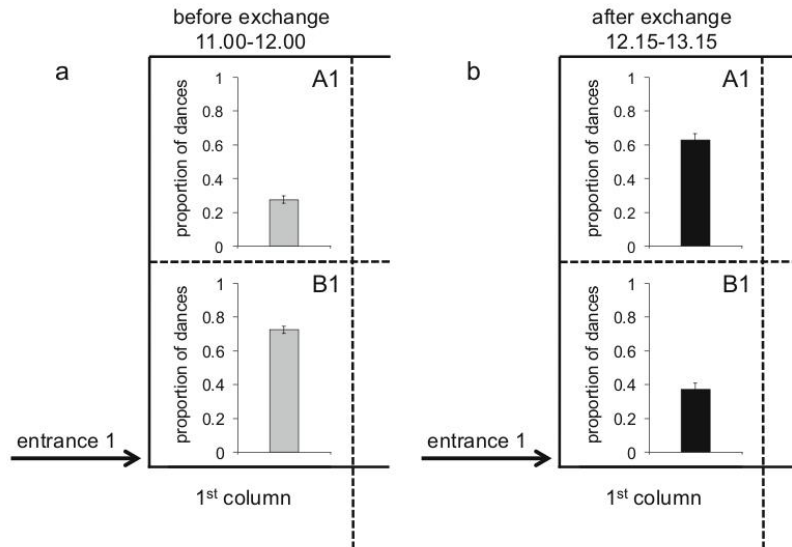 before exchange
11.00-12.00
a
A1
proportion of dances
1
0.8
0.6
0.4
0.2
0
B1
proportion of dances
1
0.8
0.6
0.4
0.2
0
entrance 1
1st column
after exchange
12.15-13.15
b
A1
proportion of dances
1
0.8
0.6
0.4
0.2
0
B1
proportion of dances
1
0.8
0.6
0.4
0.2
0
entrance 1
1st column